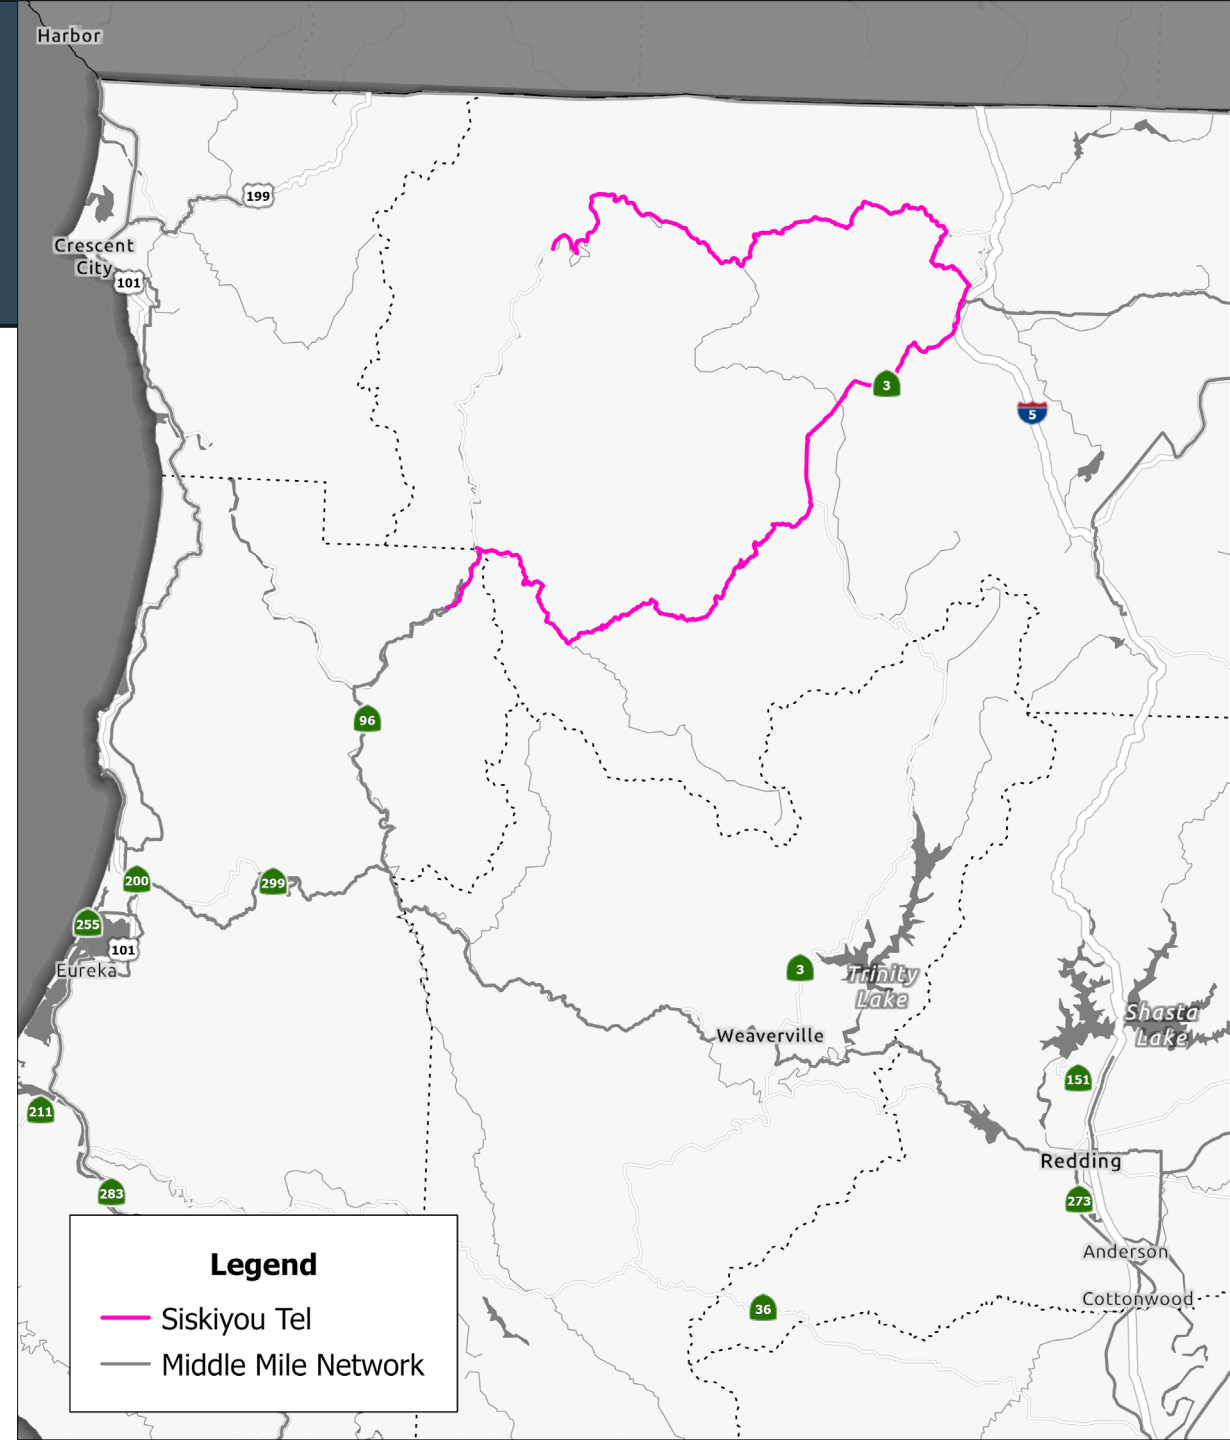 Harbor
199
Crescent
City
101
3
5
96
200
299
255
101
Eureka
3
Trinity
Lake
Shasta
Lake
Weaverville
151
211
Redding
283
273
Anderson
Cottonwood
36
Legend
Siskiyou Tel
Middle Mile Network